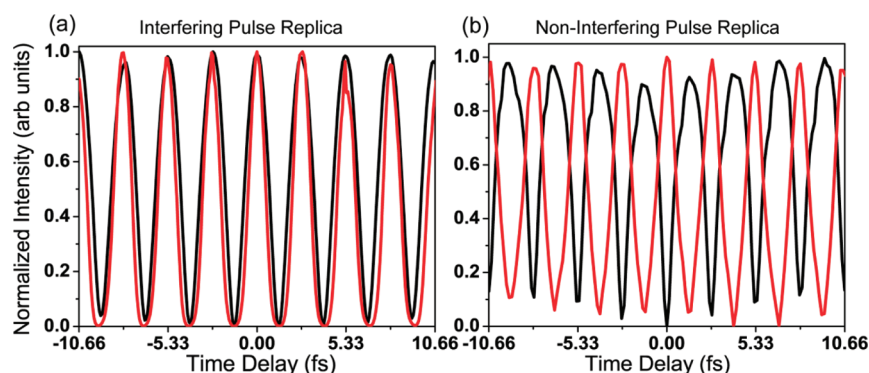 (a) Interfering Pulse Replica
(b) Non-Interfering Pulse Replica
Normalized Intensity (arb units)
1.0
0.8
0.6
0.4
0.2
0.0
-10.66 -5.33 0.00 5.33 10.66
Time Delay (fs)
1.0
0.8
0.6
0.4
0.2
0.0
-10.66 -5.33 0.00 5.33 10.66
Time Delay (fs)